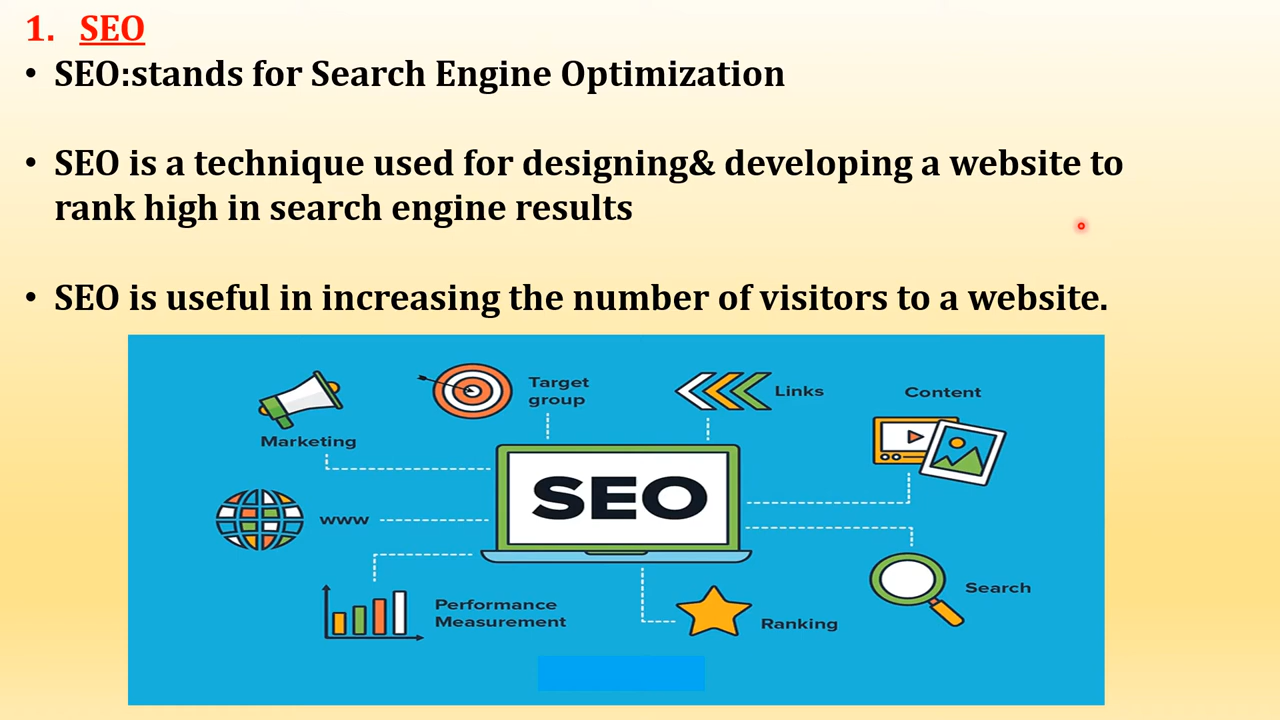 1. SEO
• SEO:stands for Search Engine Optimization
• SEO is a technique used for designing& developing a website to
rank high in search engine results
• SEO is useful in increasing the number of visitors to a website.
Marketing
Target
group
Links
Content
SEO
www
Performance
Measurement
Ranking
Search